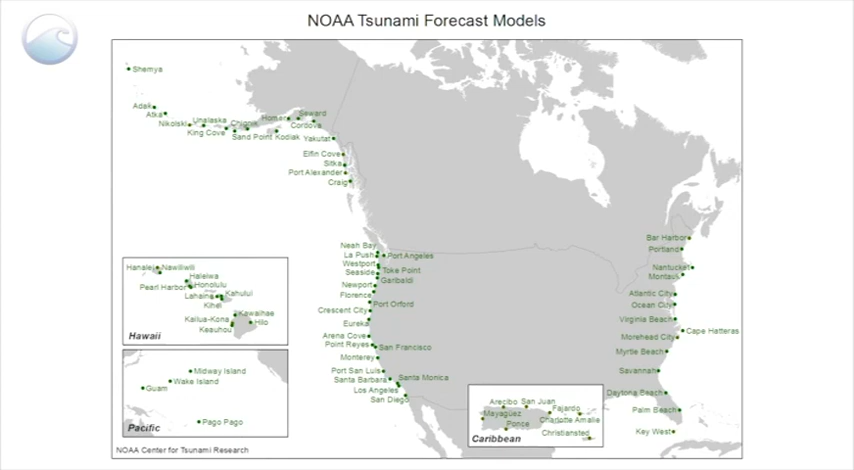 NOAA Tsunami Forecast Models
Shemya
Adak
Atka
Nikolski
Unalaska
King Cove
Chignik
Sand Point
Kodiak
Homer
Seward
Cordova
Yakutat
Elfin Cove
Sitka
Port Alexander
Craig
Neah Bay
La Push
Port Angeles
Westport
Toke Point
Seaside
Garibaldi
Newport
Florence
Port Orford
Crescent City
Eureka
Arena Cove
Point Reyes
San Francisco
Monterey
Port San Luis
Santa Barbara
Santa Monica
Los Angeles
San Diego
Bar Harbor
Portland
Nantucket
Montauk
Atlantic City
Ocean City
Virginia Beach
Cape Hatteras
Morehead City
Myrtle Beach
Savannah
Daytona Beach
Palm Beach
Key West
Hanalei
Nawiliwili
Haleiwa
Pearl Harbor
Honolulu
Lahaina
Kahului
Kihei
Kawaihae
Kailua-Kona
Hilo
Keauhou
Hawaii
Midway Island
Wake Island
Guam
Pago Pago
Pacific
Arecibo
San Juan
Fajardo
Mayaguez
Charlotte Amalie
Ponce
Christiansted
Caribbean
NOAA Center for Tsunami Research